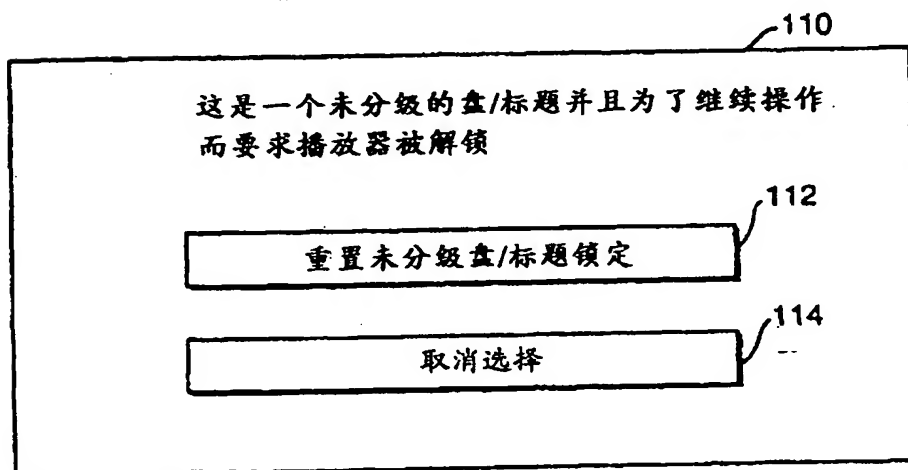 110
这是一个未分级的盘/标题并且为了继续操作
而要求播放器被解锁
112
重置未分级盘/标题锁定
114
取消选择